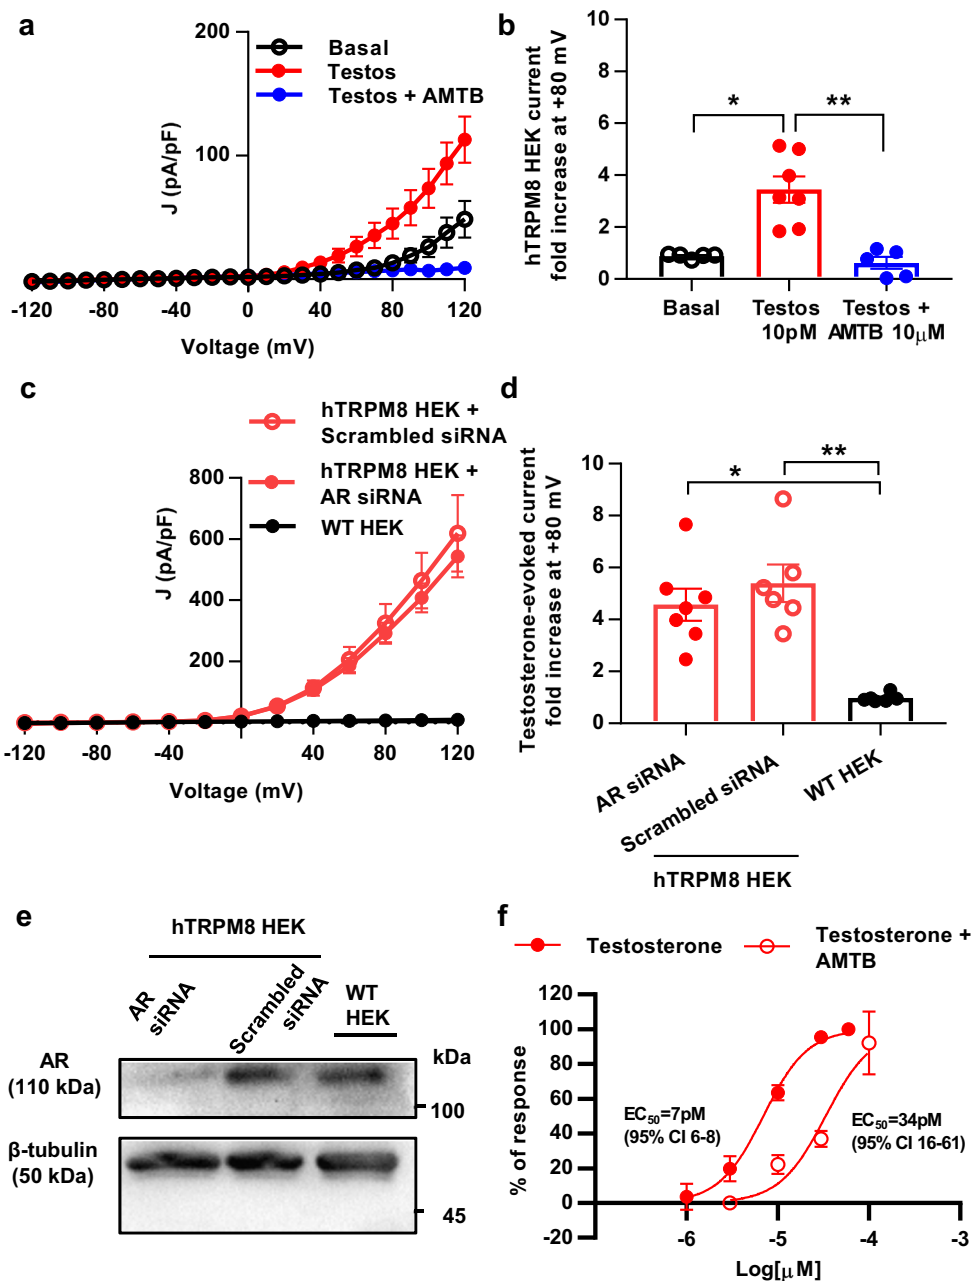 a
200
100
J (pA/pF)
Basal
Testos
Testos + AMTB
-120 -80 -40 0 40 80 120
Voltage (mV)
b
hTRPM8 HEK current
fold increase at +80 mV
10
8
6
4
2
0
* **
Basal
Testos
10pM
Testos +
AMTB 10μM
c
hTRPM8 HEK +
Scrambled siRNA
hTRPM8 HEK +
AR siRNA
WT HEK
J (pA/pF)
800
600
400
200
-120 -80 -40 40 80 120
Voltage (mV)
d
Testosterone-evoked current
fold increase at +80 mV
10
8
6
4
2
0
**
*
AR siRNA
Scrambled siRNA
WT HEK
hTRPM8 HEK
e
hTRPM8 HEK
AR
siRNA
Scrambled
siRNA
WT
HEK
AR
(110 kDa)
kDa
100
β-tubulin
(50 kDa)
45
f
Testosterone
Testosterone +
AMTB
% of response
120
100
80
60
40
20
0
-20
EC50=7pM
(95% CI 6-8)
EC50=34pM
(95% CI 16-61)
-6 -5 -4 -3
Log[μM]